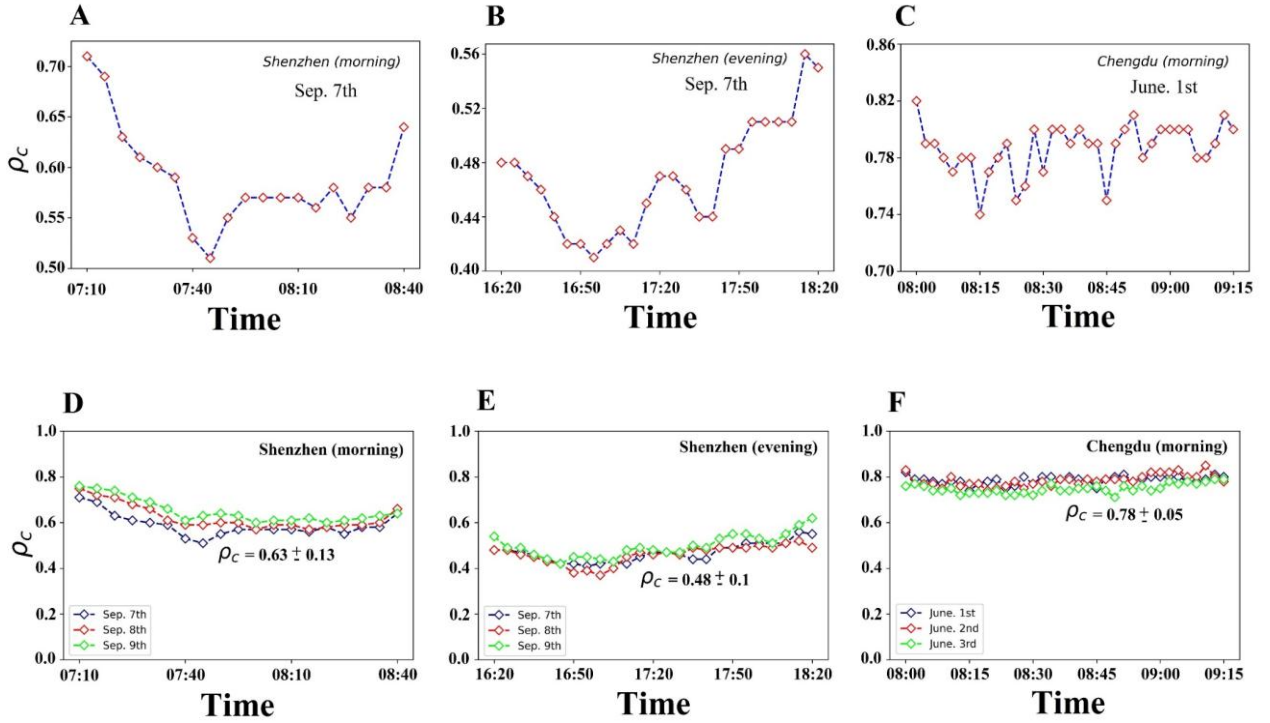 A
Shenzhen (morning)
Sep. 7th
0.70
0.65
0.60
0.55
0.50
ρc
07:10 07:40 08:10 08:40
Time
B
Shenzhen (evening)
Sep. 7th
0.56
0.52
0.48
0.44
0.40
16:20 16:50 17:20 17:50 18:20
Time
C
Chengdu (morning)
June. 1st
0.86
0.82
0.78
0.74
0.70
08:00 08:15 08:30 08:45 09:00 09:15
Time
D
Shenzhen (morning)
1.0
0.8
0.6
0.4
0.2
0.0
ρc
ρc = 0.63 ± 0.13
Sep. 7th
Sep. 8th
Sep. 9th
07:10 07:40 08:10 08:40
Time
E
Shenzhen (evening)
1.0
0.8
0.6
0.4
0.2
0.0
ρc = 0.48 ± 0.1
Sep. 7th
Sep. 8th
Sep. 9th
16:20 16:50 17:20 17:50 18:20
Time
F
Chengdu (morning)
1.0
0.8
0.6
0.4
0.2
0.0
ρc = 0.78 ± 0.05
June. 1st
June. 2nd
June. 3rd
08:00 08:15 08:30 08:45 09:00 09:15
Time